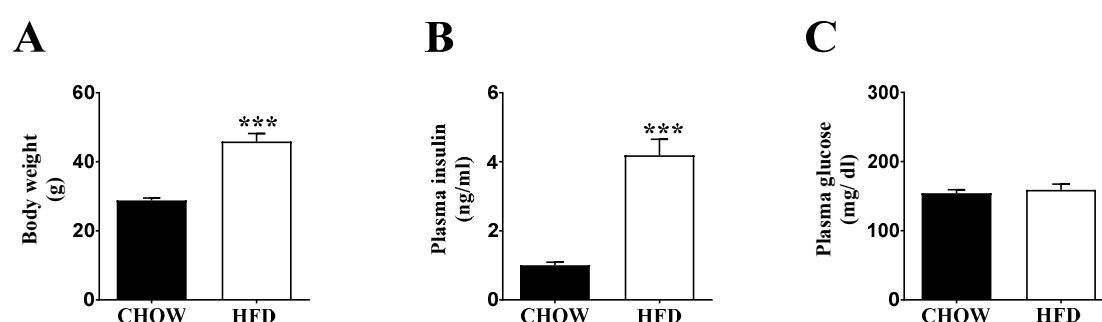 A
B
C
Body weight
(g)
60
40
20
0
***
CHOW
HFD
Plasma insulin
(ng/ml)
6
4
2
0
***
CHOW
HFD
Plasma glucose
(mg/ dl)
300
200
100
0
CHOW
HFD